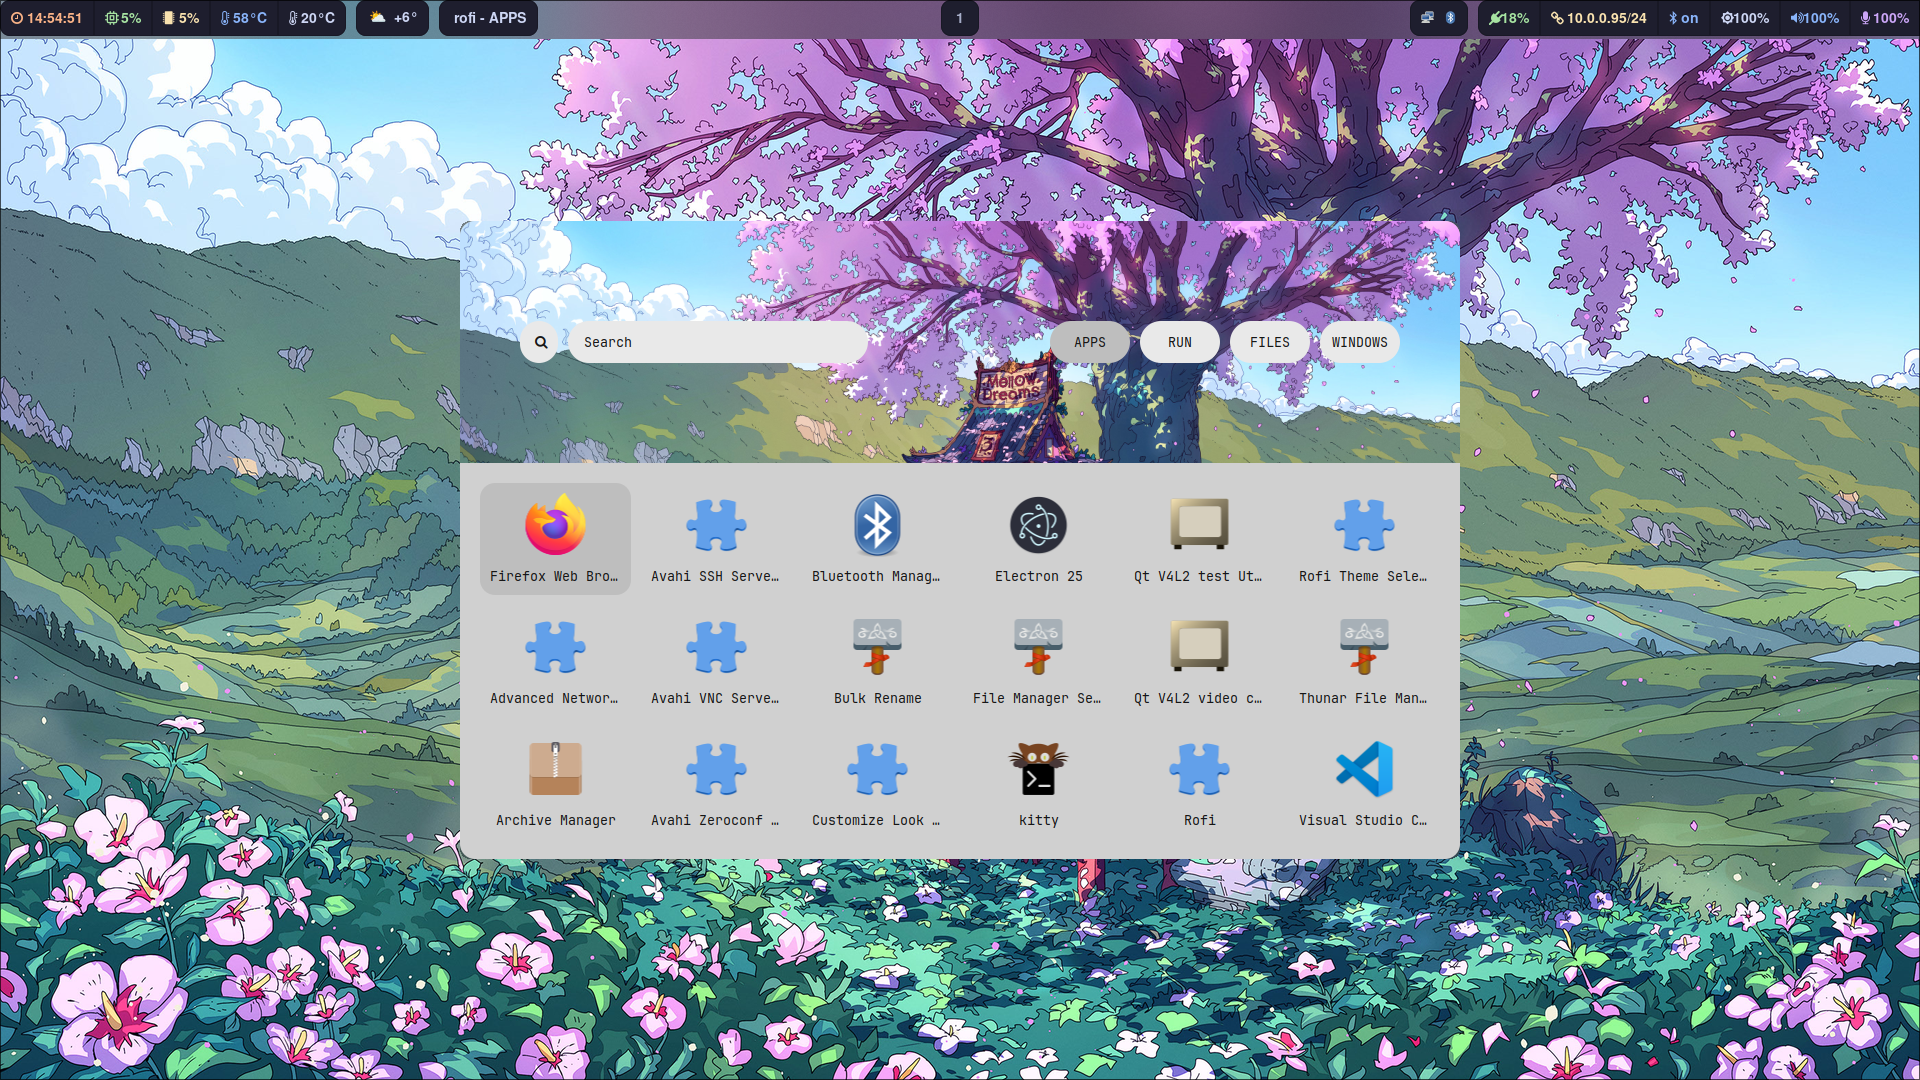 14:54:51 5% 5% 58°C 20°C +6° rofi - APPS 1 18% 10.0.0.95/24 on 100% 100% 100%
Search APPS RUN FILES WINDOWS
Mellow
Dreams
Firefox Web Bro… Avahi SSH Serve… Bluetooth Manag… Electron 25 Qt V4L2 test Ut… Rofi Theme Sele…
Advanced Networ… Avahi VNC Serve… Bulk Rename File Manager Se… Qt V4L2 video c… Thunar File Man…
Archive Manager Avahi Zeroconf … Customize Look … kitty Rofi Visual Studio C…